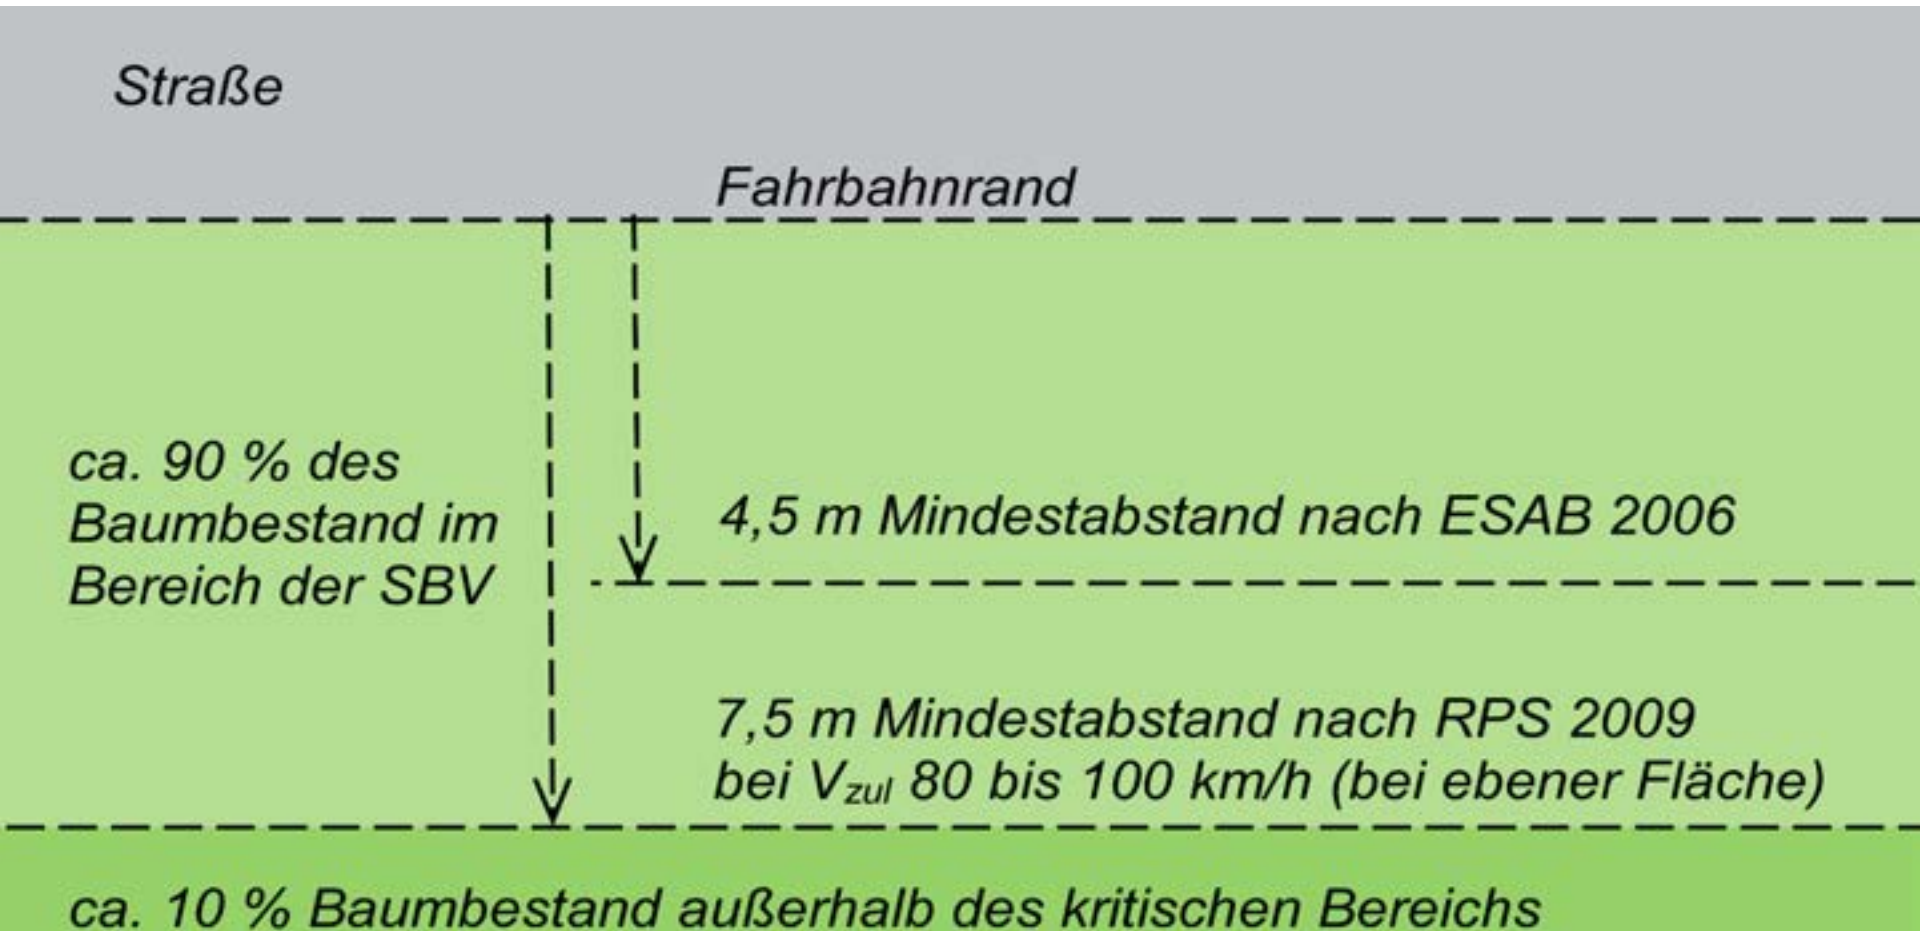 Straße
Fahrbahnrand
ca. 90 % des
Baumbestand im
Bereich der SBV
4,5 m Mindestabstand nach ESAB 2006
7,5 m Mindestabstand nach RPS 2009
bei Vzul 80 bis 100 km/h (bei ebener Fläche)
ca. 10 % Baumbestand außerhalb des kritischen Bereichs